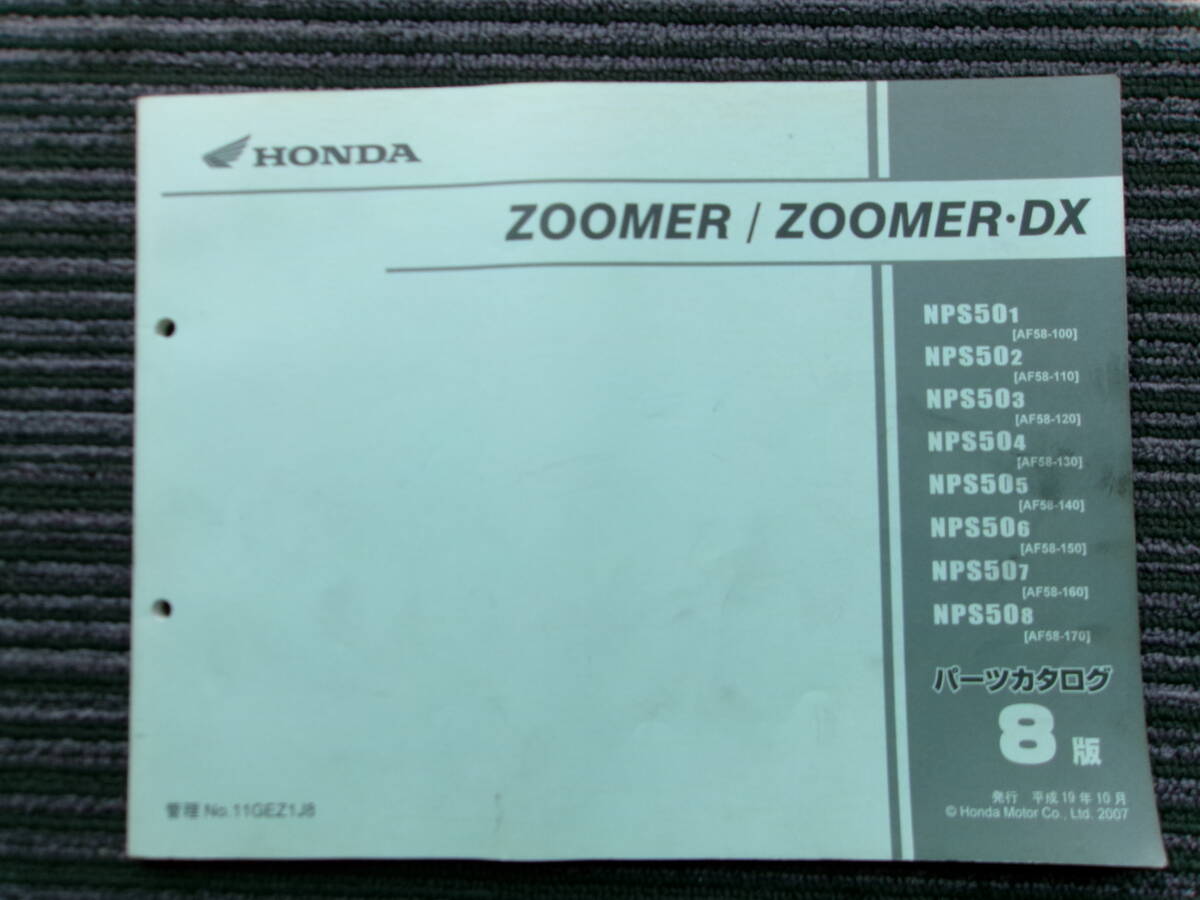 HONDA
ZOOMER / ZOOMER・DX
NPS501
[AF58-100]
NPS502
[AF58-110]
NPS503
[AF58-120]
NPS504
[AF58-130]
NPS505
[AF58-140]
NPS506
[AF58-150]
NPS507
[AF58-160]
NPS508
[AF58-170]
パーツカタログ
8版
管理 No.11GEZ1J8
発行 平成19年10月
© Honda Motor Co., Ltd. 2007